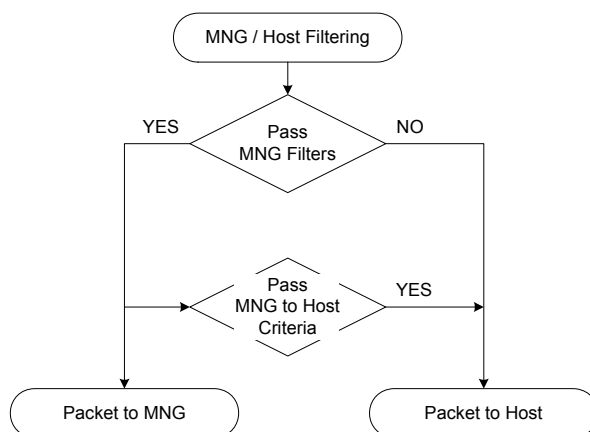 MNG / Host Filtering
YES
Pass
MNG Filters
NO
Pass
MNG to Host
Criteria
YES
Packet to MNG
Packet to Host